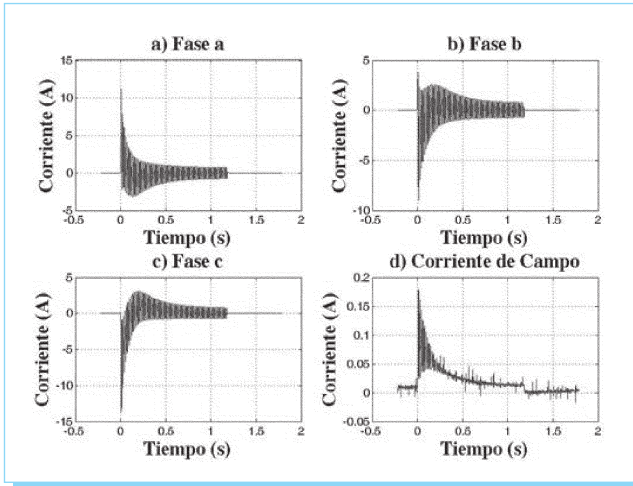 a) Fase a
Corriente (A)
15
10
5
0
-5
-0.5 0 0.5 1 1.5 2
Tiempo (s)
b) Fase b
Corriente (A)
5
0
-5
-10
-0.5 0 0.5 1 1.5 2
Tiempo (s)
c) Fase c
Corriente (A)
5
0
-5
-10
-15
-0.5 0 0.5 1 1.5 2
Tiempo (s)
d) Corriente de Campo
Corriente (A)
0.2
0.15
0.1
0.05
0
-0.05
-0.5 0 0.5 1 1.5 2
Tiempo (s)